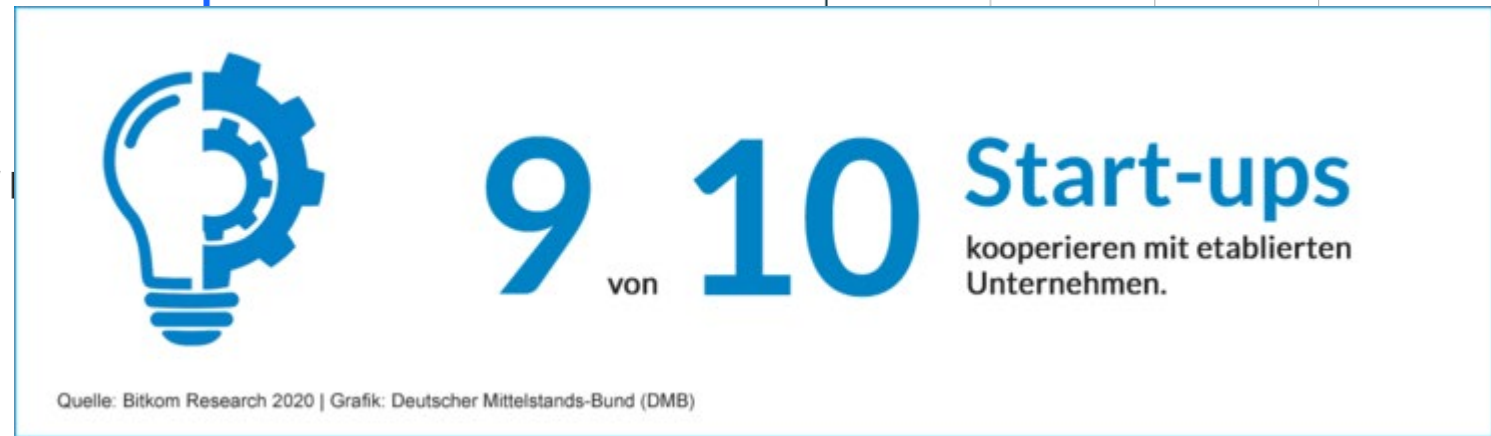 9 von 10 Start-ups
kooperieren mit etablierten
Unternehmen.
Quelle: Bitkom Research 2020 | Grafik: Deutscher Mittelstands-Bund (DMB)